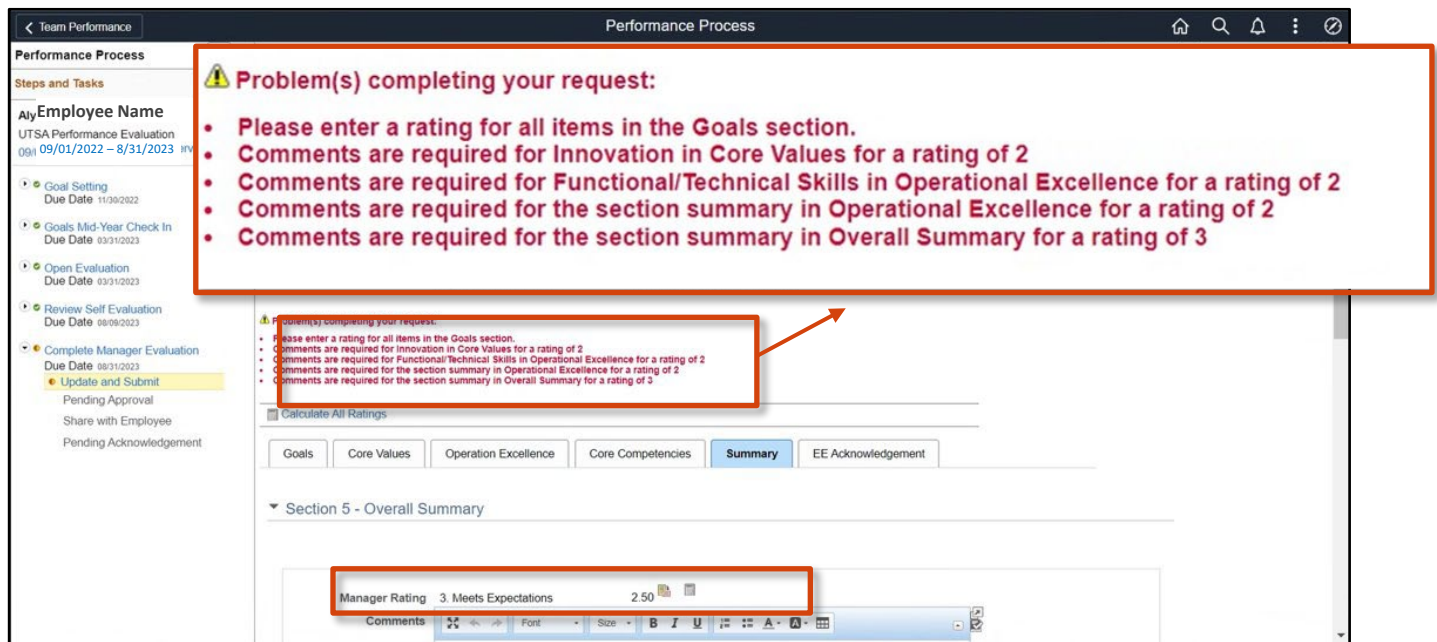 Team Performance
Performance Process
Performance Process
Steps and Tasks
Aly Employee Name
UTSA Performance Evaluation
09/01/2022 – 8/31/2023
Goal Setting
Due Date 11/30/2022
Goals Mid-Year Check In
Due Date 03/31/2023
Open Evaluation
Due Date 03/31/2023
Review Self Evaluation
Due Date 08/09/2023
Complete Manager Evaluation
Due Date 08/31/2023
Update and Submit
Pending Approval
Share with Employee
Pending Acknowledgement
Problem(s) completing your request:
• Please enter a rating for all items in the Goals section.
• Comments are required for Innovation in Core Values for a rating of 2
• Comments are required for Functional/Technical Skills in Operational Excellence for a rating of 2
• Comments are required for the section summary in Operational Excellence for a rating of 2
• Comments are required for the section summary in Overall Summary for a rating of 3
Problem(s) completing your request:
• Please enter a rating for all items in the Goals section.
• Comments are required for Innovation in Core Values for a rating of 2
• Comments are required for Functional/Technical Skills in Operational Excellence for a rating of 2
• Comments are required for the section summary in Operational Excellence for a rating of 2
• Comments are required for the section summary in Overall Summary for a rating of 3
Calculate All Ratings
Goals Core Values Operation Excellence Core Competencies Summary EE Acknowledgement
Section 5 - Overall Summary
Manager Rating 3. Meets Expectations 2.50
Comments Font Size B I U A A